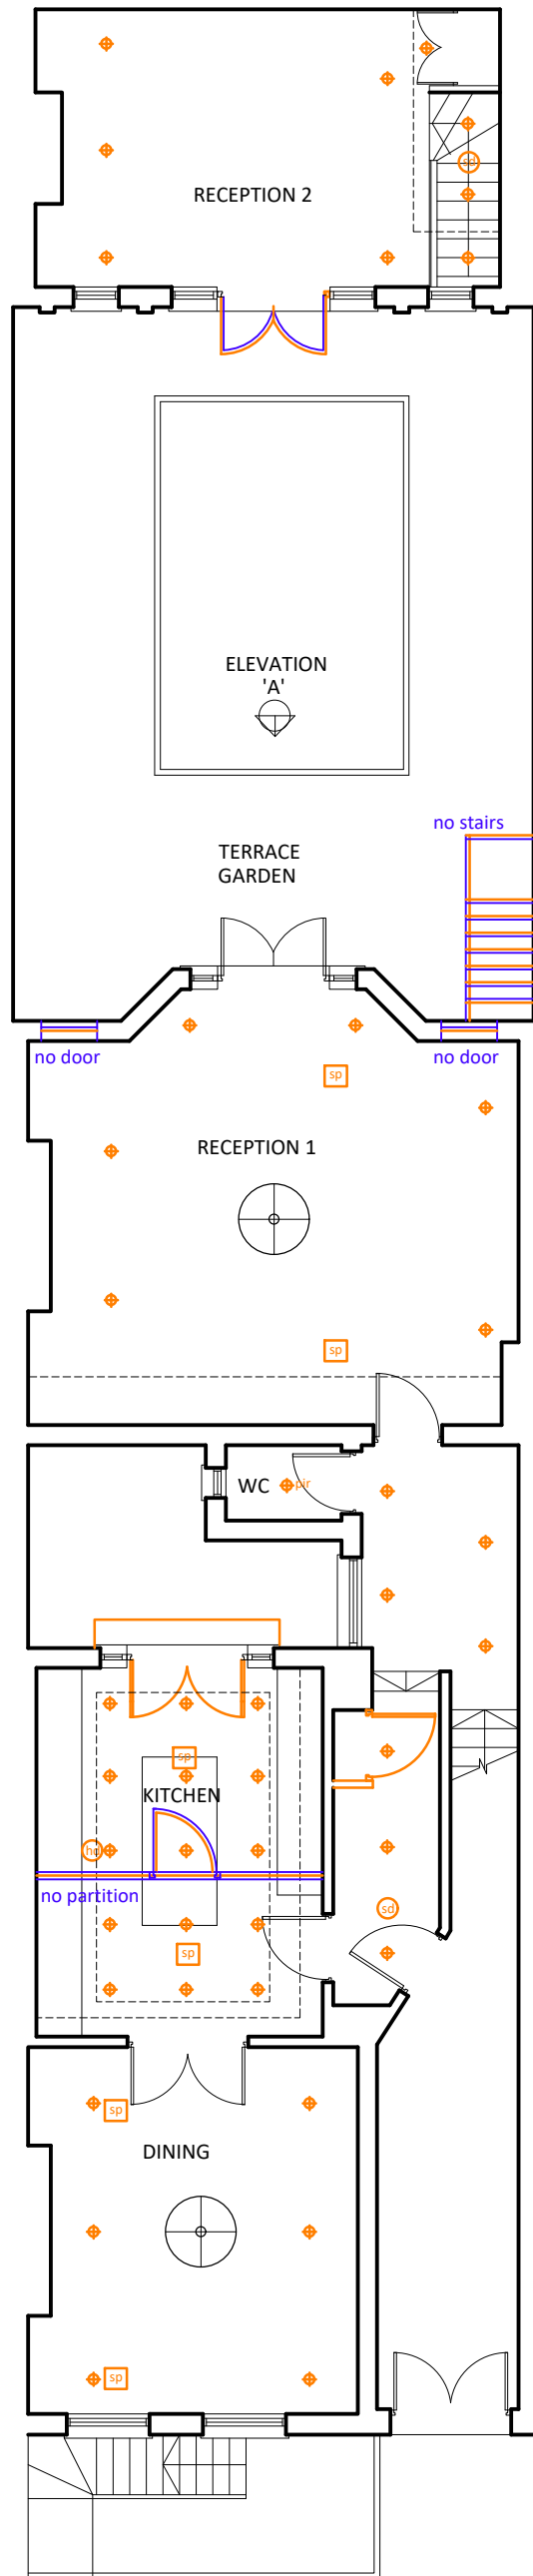 RECEPTION 2
sd
ELEVATION
'A'
no stairs
TERRACE
GARDEN
no door
no door
sp
RECEPTION 1
sp
WC
pir
sp
KITCHEN
hd
no partition
sd
sp
sp
DINING
sp